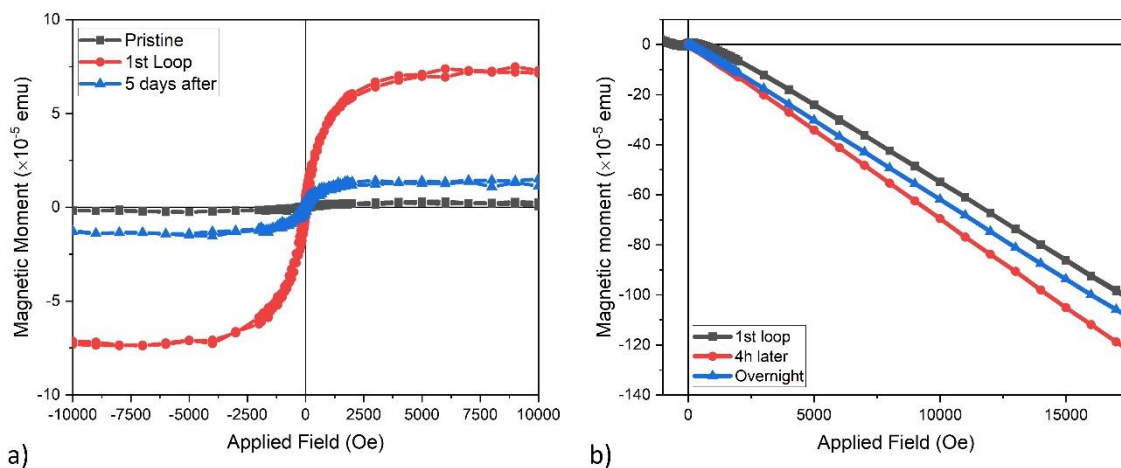 10
5
0
-5
-10
Magnetic Moment (×10⁻⁵ emu)
Pristine
1st Loop
5 days after
-10000 -7500 -5000 -2500 0 2500 5000 7500 10000
Applied Field (Oe)
a)
0
-20
-40
-60
-80
-100
-120
-140
Magnetic moment (×10⁻⁵ emu)
1st loop
4h later
Overnight
0 5000 10000 15000
Applied Field (Oe)
b)